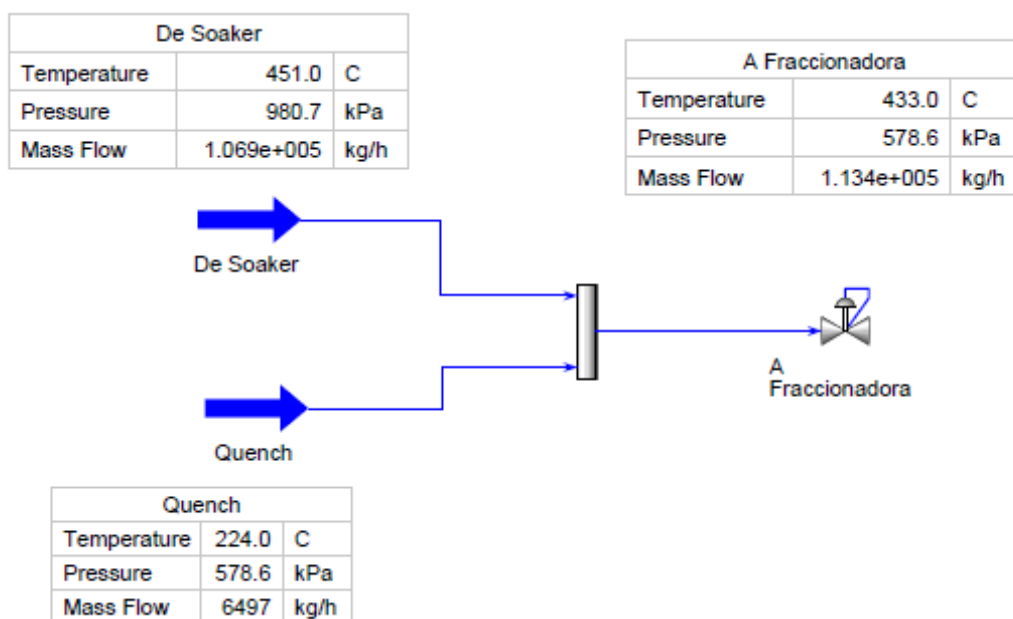 De Soaker
Temperature 451.0 C
Pressure 980.7 kPa
Mass Flow 1.069e+005 kg/h
A Fraccionadora
Temperature 433.0 C
Pressure 578.6 kPa
Mass Flow 1.134e+005 kg/h
De Soaker
A
Fraccionadora
Quench
Quench
Temperature 224.0 C
Pressure 578.6 kPa
Mass Flow 6497 kg/h